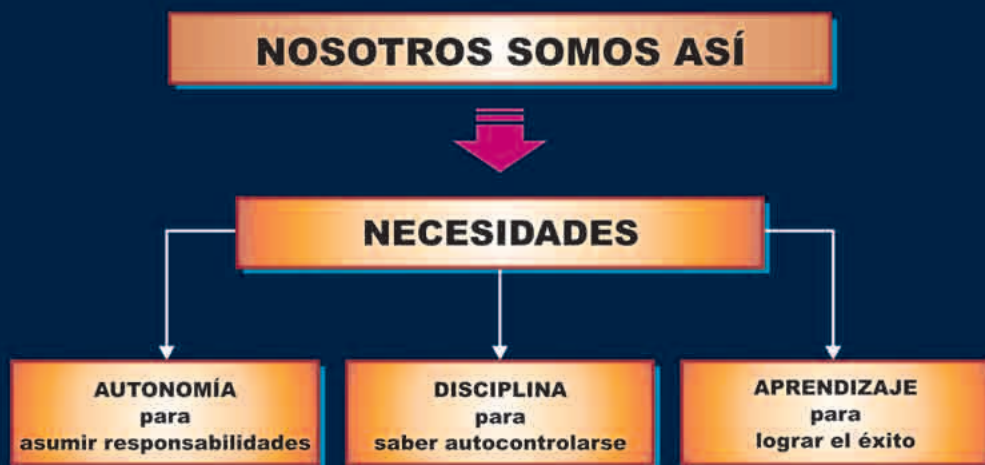 NOSOTROS SOMOS ASÍ
NECESIDADES
AUTONOMÍA
para
asumir responsabilidades
DISCIPLINA
para
saber autocontrolarse
APRENDIZAJE
para
lograr el éxito